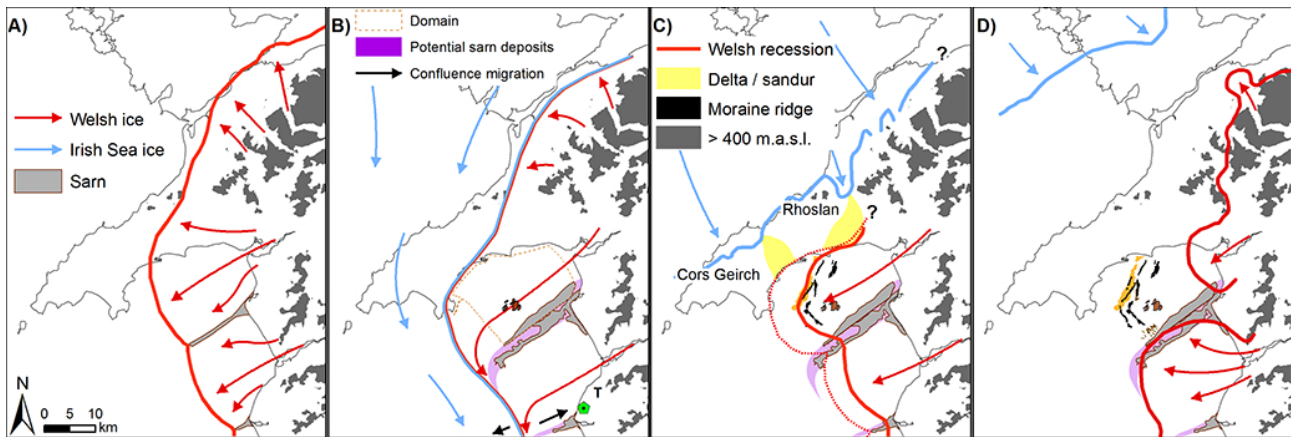 A)
Welsh ice
Irish Sea ice
Sarn
N
0 5 10
km
B)
Domain
Potential sarn deposits
Confluence migration
T
C)
Welsh recession
Delta / sandur
Moraine ridge
> 400 m.a.s.l.
?
Rhoslan
?
Cors Geirch
D)